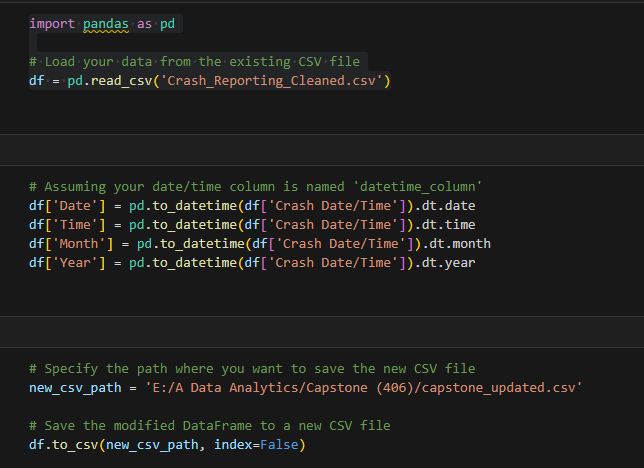 import pandas as pd
# Load your data from the existing CSV file
df = pd.read_csv('Crash_Reporting_Cleaned.csv')
# Assuming your date/time column is named 'datetime_column'
df['Date'] = pd.to_datetime(df['Crash Date/Time']).dt.date
df['Time'] = pd.to_datetime(df['Crash Date/Time']).dt.time
df['Month'] = pd.to_datetime(df['Crash Date/Time']).dt.month
df['Year'] = pd.to_datetime(df['Crash Date/Time']).dt.year
# Specify the path where you want to save the new CSV file
new_csv_path = 'E:/A Data Analytics/Capstone (406)/capstone_updated.csv'
# Save the modified DataFrame to a new CSV file
df.to_csv(new_csv_path, index=False)